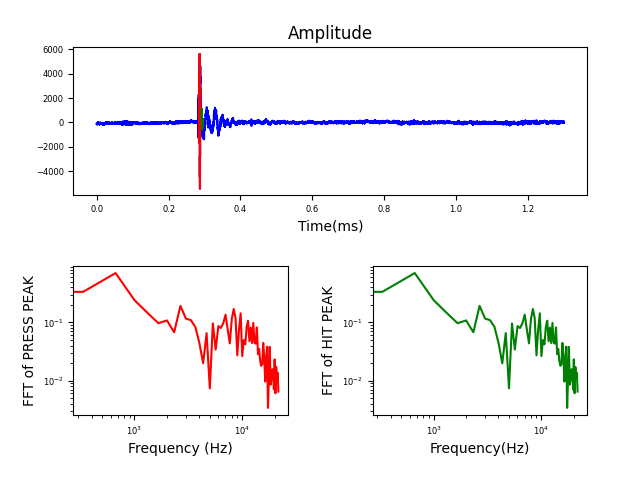 Amplitude
6000
4000
2000
0
−2000
−4000
0.0 0.2 0.4 0.6 0.8 1.0 1.2
Time(ms)
FFT of PRESS PEAK
10⁻¹
10⁻²
10³ 10⁴
Frequency (Hz)
FFT of HIT PEAK
10⁻¹
10⁻²
10³ 10⁴
Frequency(Hz)